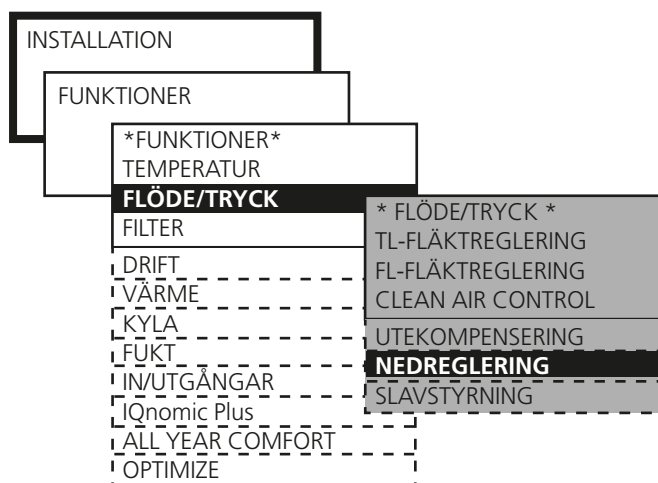 INSTALLATION
FUNKTIONER
*FUNKTIONER*
TEMPERATUR
FLÖDE/TRYCK
FILTER
DRIFT
VÄRME
KYLA
FUKT
IN/UTGÅNGAR
IQnomic Plus
ALL YEAR COMFORT
OPTIMIZE
* FLÖDE/TRYCK *
TL-FLÄKTREGLERING
FL-FLÄKTREGLERING
CLEAN AIR CONTROL
UTEKOMPENSERING
NEDREGLERING
SLAVSTYRNING